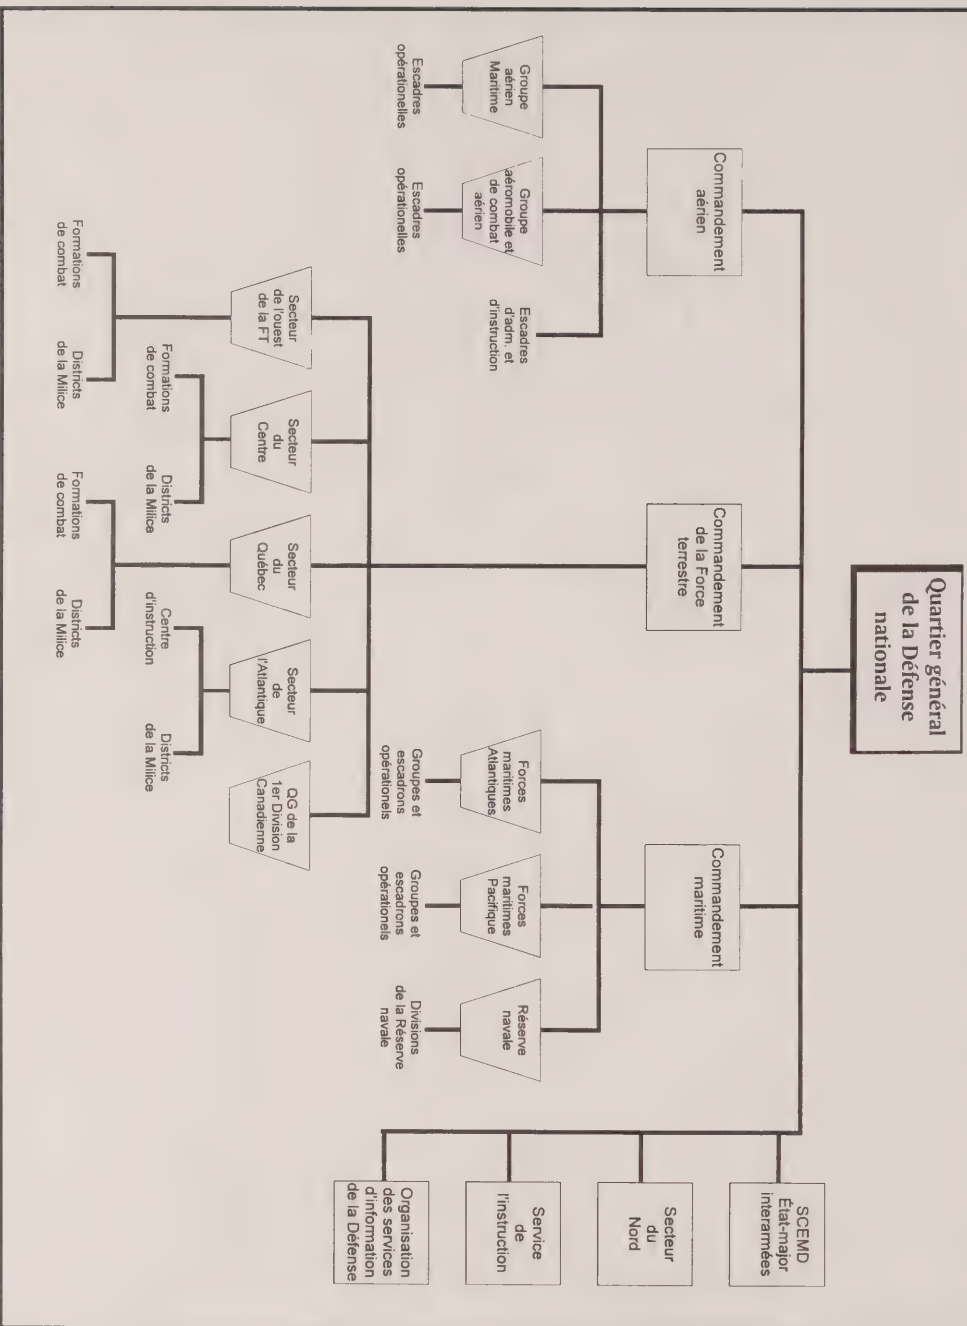 Quartier général
de la Défense
nationale
Commandement
aérien
Commandement
de la Force
terrestre
Commandement
maritime
SCEMD
État-major
interarmées
Secteur
du
Nord
Service
de
l'instruction
Organisation
des services
d'information
de la Défense
Groupe
aérien
Maritime
Groupe
aéromobile et
de combat
aérien
Escadres
d'adm. et
d'instruction
Escadres
opérationelles
Escadres
opérationelles
Forces
maritimes
Atlantiques
Forces
maritimes
Pacifique
Réserve
navale
Groupes et
escadrons
opérationels
Groupes et
escadrons
opérationels
Divisions
de la Réserve
navale
Secteur
de l'ouest
de la FT
Secteur
du
Centre
Secteur
du
Québec
Secteur
de
l'Atlantique
QG de la
1er Division
Canadienne
Formations
de combat
Districts
de la Milice
Formations
de combat
Districts
de la Milice
Formations
de combat
Districts
de la Milice
Centre
d'instruction
Districts
de la Milice